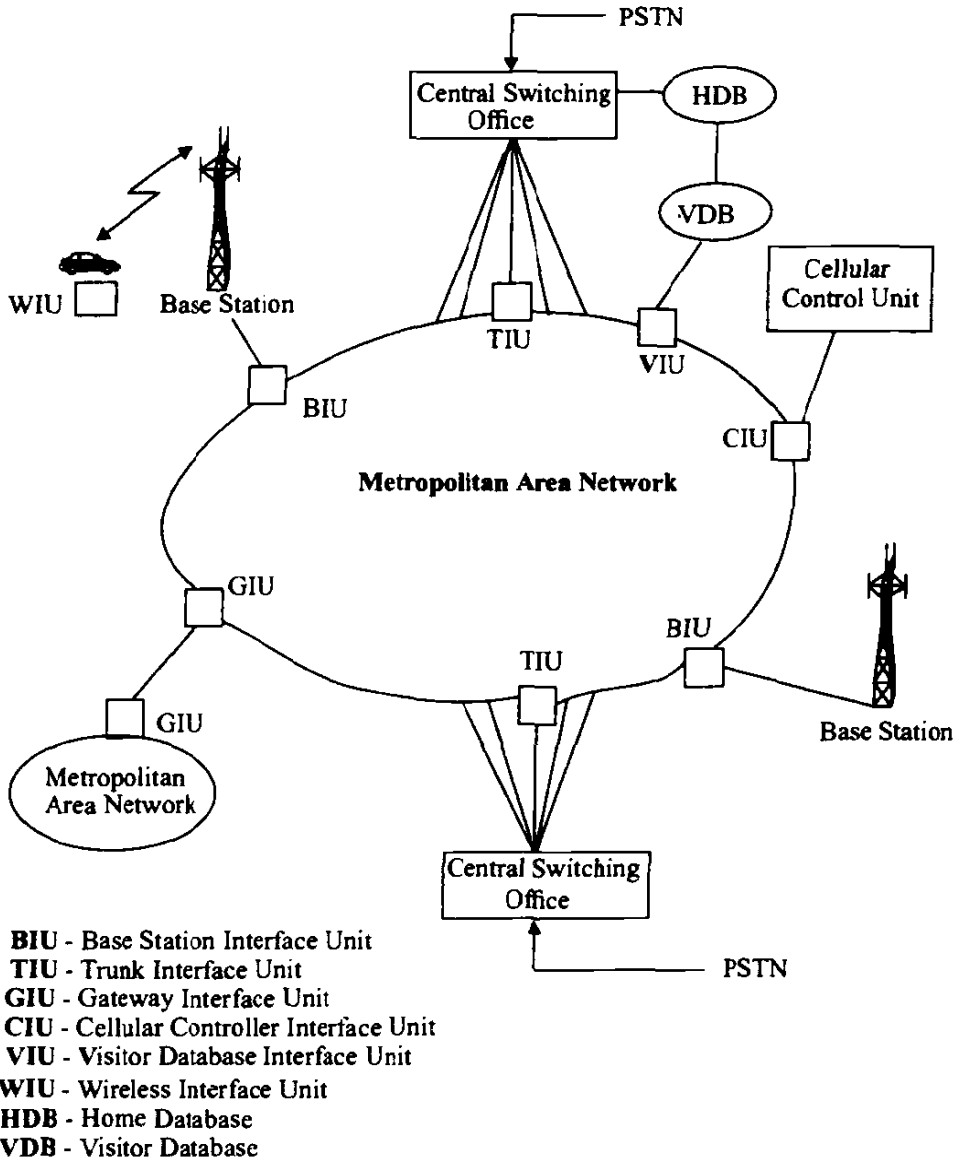 PSTN
Central Switching
Office
HDB
VDB
Cellular
Control Unit
WIU
Base Station
TIU
VIU
BIU
CIU
Metropolitan Area Network
GIU
BIU
TIU
GIU
Base Station
Metropolitan
Area Network
Central Switching
Office
PSTN
BIU - Base Station Interface Unit
TIU - Trunk Interface Unit
GIU - Gateway Interface Unit
CIU - Cellular Controller Interface Unit
VIU - Visitor Database Interface Unit
WIU - Wireless Interface Unit
HDB - Home Database
VDB - Visitor Database